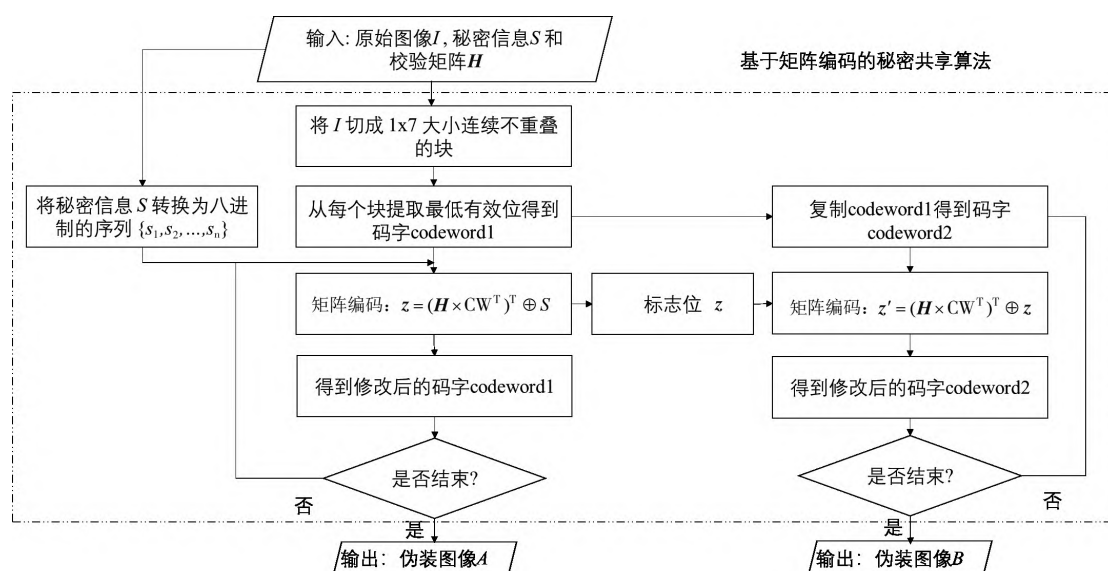 输入: 原始图像I , 秘密信息S 和
校验矩阵H
基于矩阵编码的秘密共享算法
将 I 切成 1x7 大小连续不重叠
的块
将秘密信息 S 转换为八进
制的序列 {s₁,s₂,...,sₙ}
从每个块提取最低有效位得到
码字codeword1
复制codeword1得到码字
codeword2
矩阵编码：z = (H × CWᵀ)ᵀ ⊕ S
标志位 z
矩阵编码：z′ = (H × CWᵀ)ᵀ ⊕ z
得到修改后的码字codeword1
得到修改后的码字codeword2
是否结束?
是否结束?
否
否
是
是
输出: 伪装图像A
输出: 伪装图像B